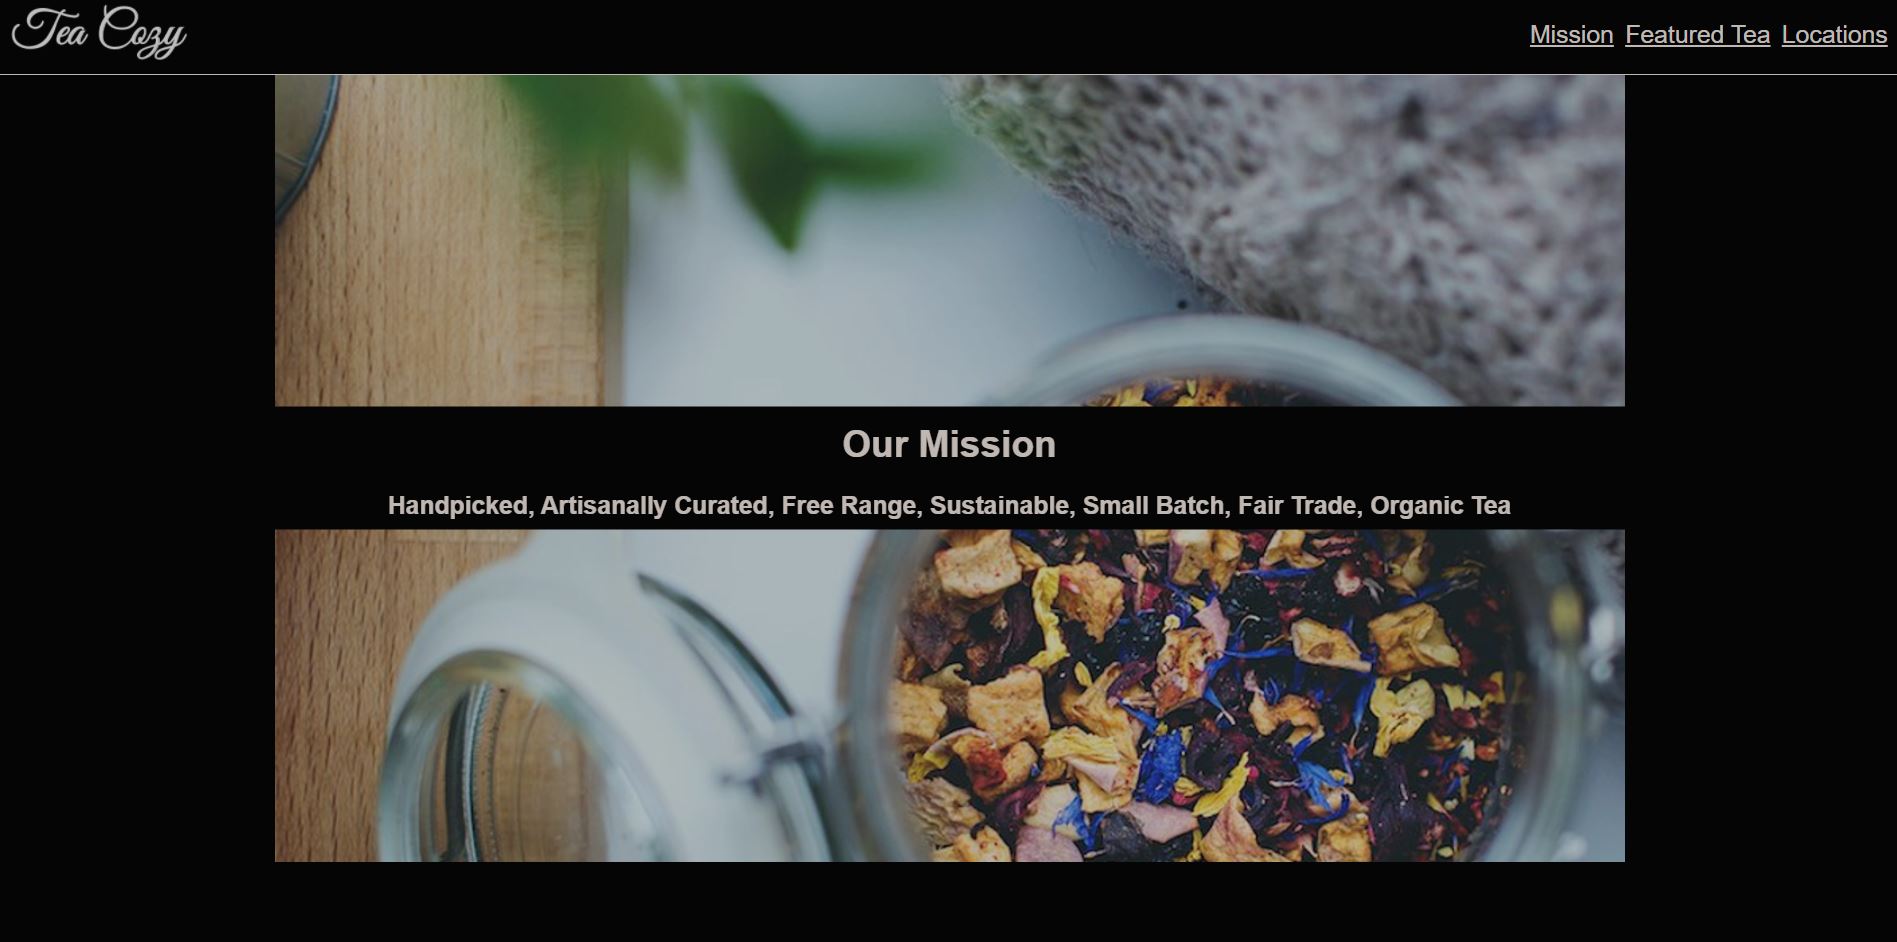 Tea Cozy
Mission Featured Tea Locations
Our Mission
Handpicked, Artisanally Curated, Free Range, Sustainable, Small Batch, Fair Trade, Organic Tea